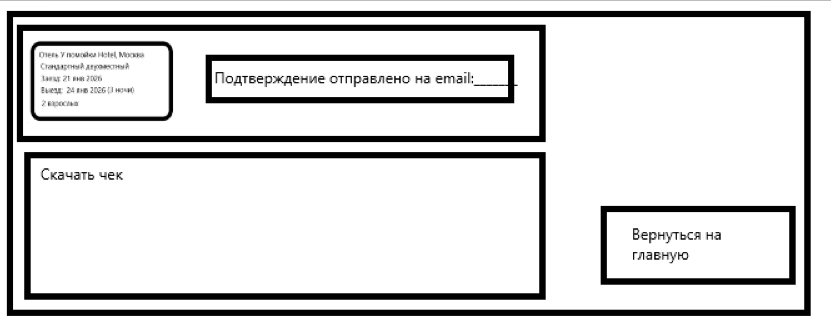 Отель У помойки Hotel, Москва
Стандартный двухместный
Заезд: 21 янв 2026
Выезд: 24 янв 2026 (3 ночи)
2 взрослых
Подтверждение отправлено на email:______
Скачать чек
Вернуться на
главную